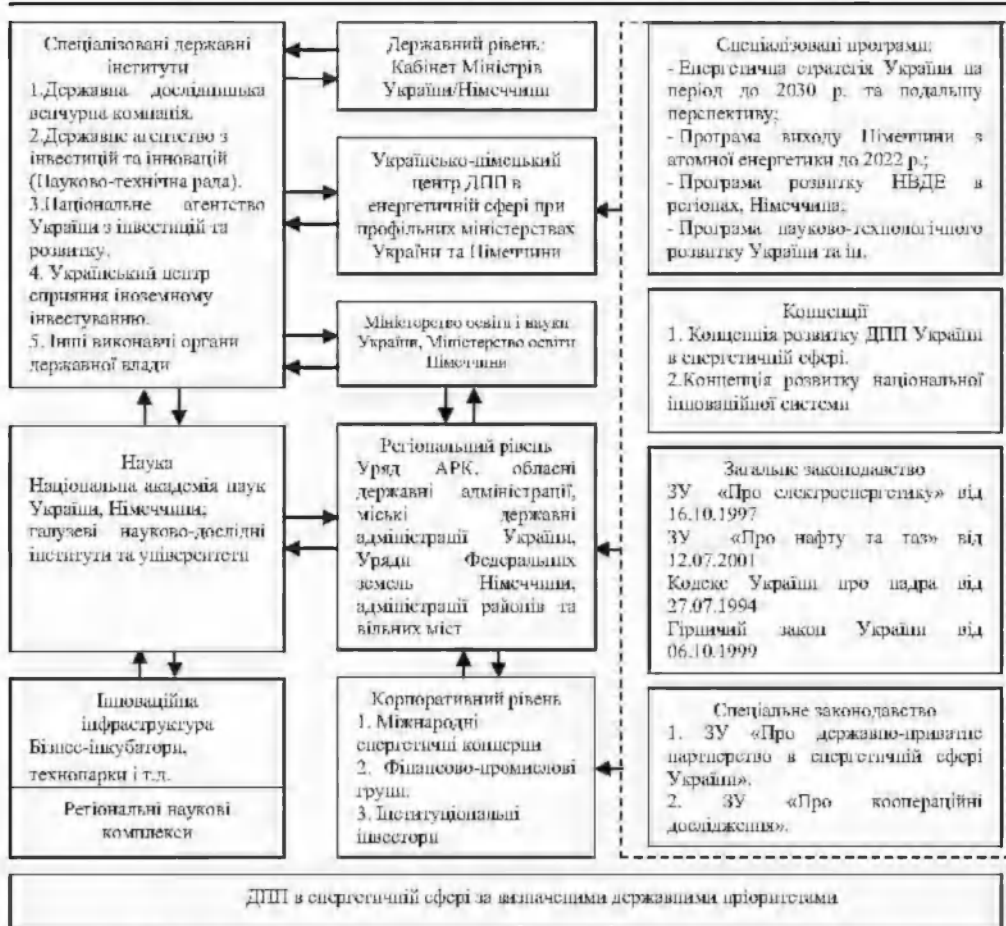 Спеціалізовані державні
інститути
1.Державна дослідницька
венчурна компанія.
2.Державне агентство з
інвестицій та інновацій
(Науково-технічна рада).
3.Національне агентство
України з інвестицій та
розвитку.
4. Український центр
сприяння іноземному
інвестуванню.
5. Інші виконавчі органи
державної влади
Наука
Національна академія наук
України, Німеччини;
галузеві науково-дослідні
інститути та університети
Інноваційна
інфраструктура
Бізнес-інкубатори,
технопарки і т.д.
Регіональні наукові
комплекси
Державний рівень:
Кабінет Міністрів
України/Німеччини
Українсько-німецький
центр ДПП в
енергетичній сфері при
профільних міністерствах
України та Німеччини
Міністерство освіти і науки
України, Міністерство освіти
Німеччини
Регіональний рівень
Уряд АРК, обласні
державні адміністрації,
міські державні
адміністрації України,
Уряди Федеральних
земель Німеччини,
адміністрації районів та
вільних міст
Корпоративний рівень
1. Міжнародні
енергетичні концерни
2. Фінансово-промислові
групи.
3. Інституціональні
інвестори
Спеціалізовані програми:
- Енергетична стратегія України на
період до 2030 р. та подальшу
перспективу;
- Програма виходу Німеччини з
атомної енергетики до 2022 р.;
- Програма розвитку НВДЕ в
регіонах, Німеччина;
- Програма науково-технологічного
розвитку України та ін.
Концепції
1. Концепція розвитку ДПП України
в енергетичній сфері.
2.Концепція розвитку національної
інноваційної системи
Загальне законодавство
ЗУ «Про електроенергетику» від
16.10.1997
ЗУ «Про нафту та газ» від
12.07.2001
Кодекс України про надра від
27.07.1994
Гірничий закон України від
06.10.1999
Спеціальне законодавство
1. ЗУ «Про державно-приватне
партнерство в енергетичній сфері
України».
2. ЗУ «Про коопераційні
дослідження».
ДПП в енергетичній сфері за визначеними державними пріоритетами